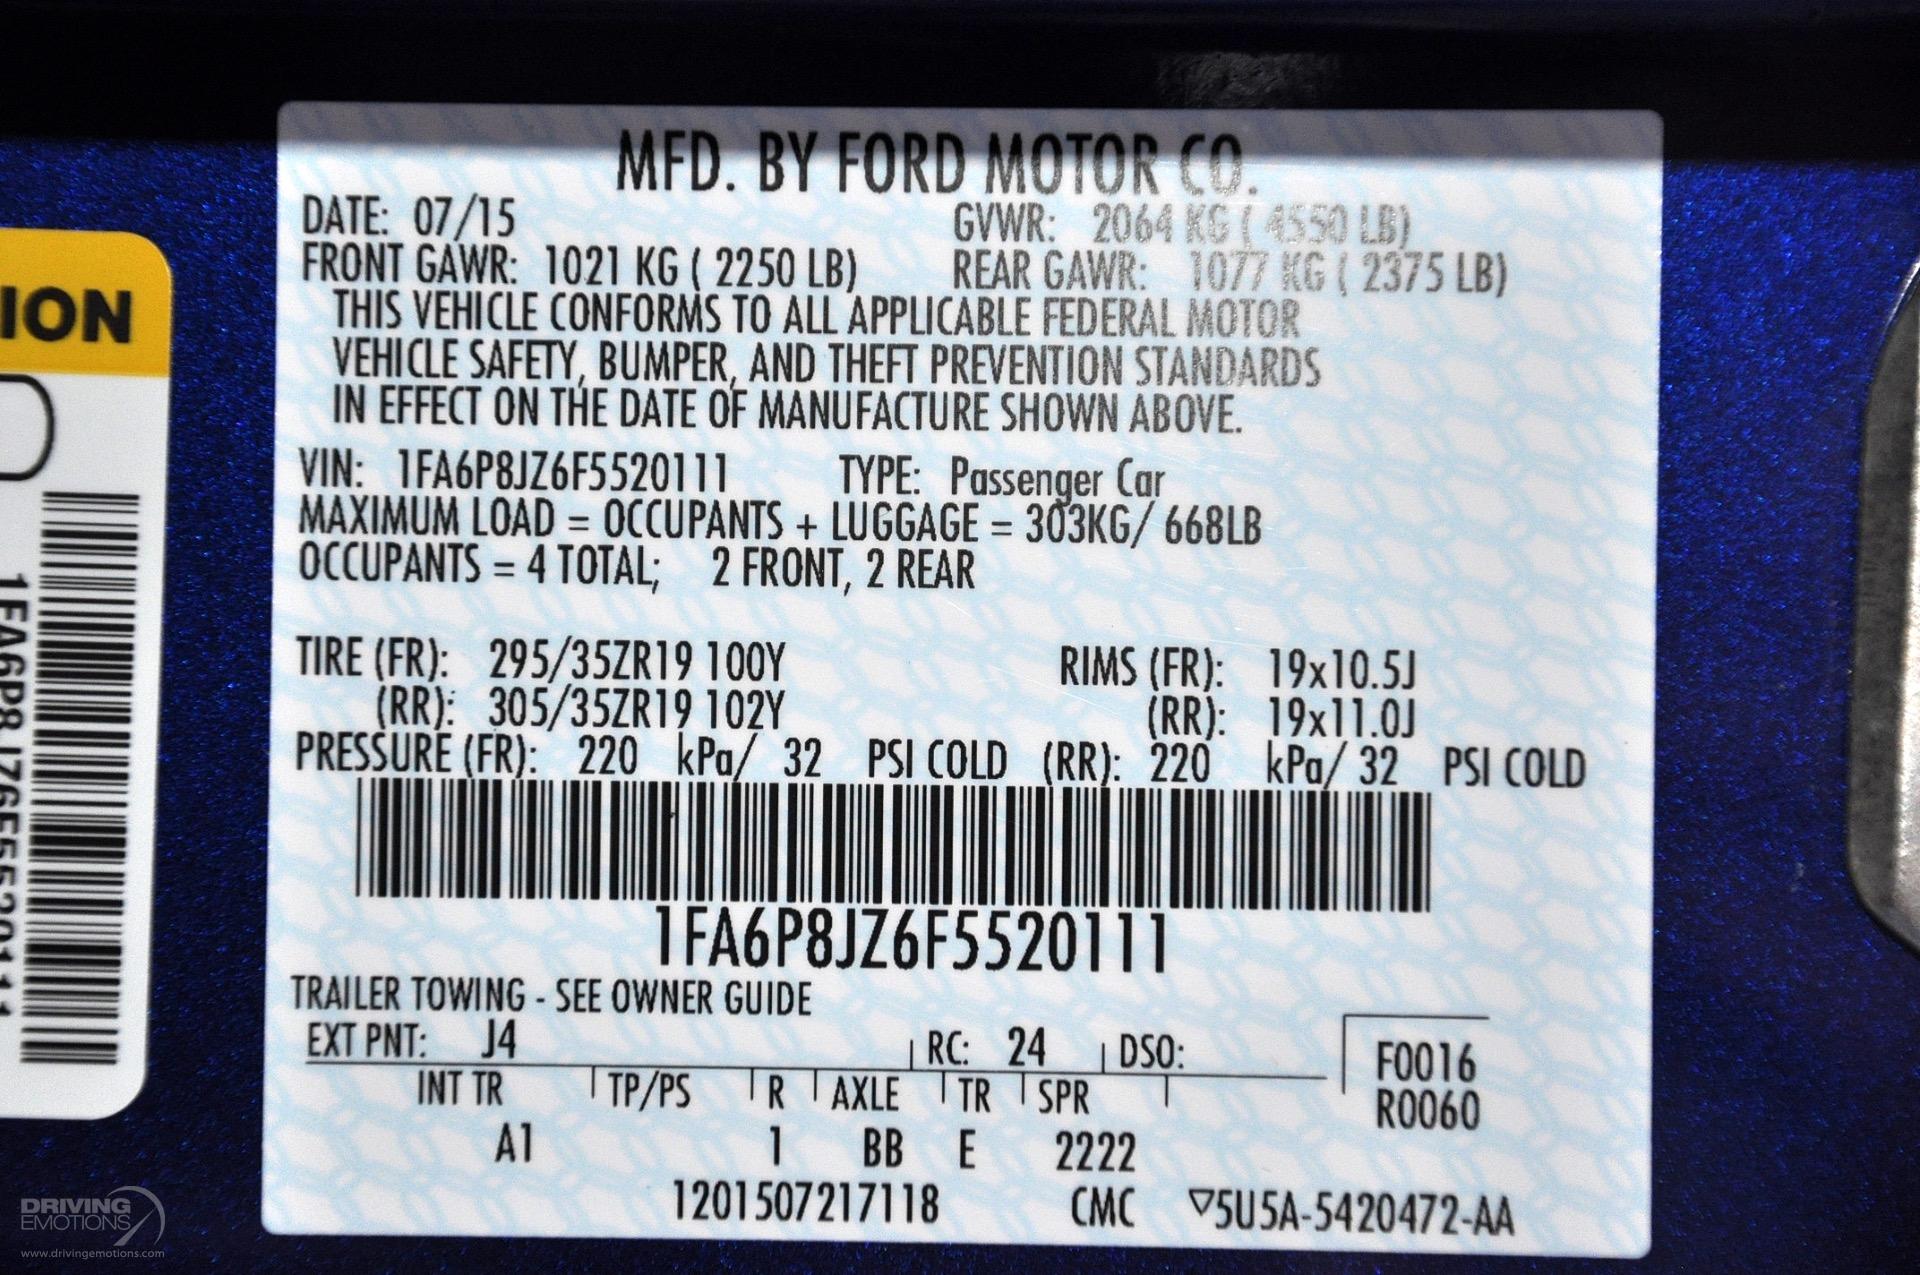 MFD. BY FORD MOTOR CO.
DATE: 07/15 GVWR: 2064 KG ( 4550 LB)
FRONT GAWR: 1021 KG ( 2250 LB) REAR GAWR: 1077 KG ( 2375 LB)
THIS VEHICLE CONFORMS TO ALL APPLICABLE FEDERAL MOTOR
VEHICLE SAFETY, BUMPER, AND THEFT PREVENTION STANDARDS
IN EFFECT ON THE DATE OF MANUFACTURE SHOWN ABOVE.
VIN: 1FA6P8JZ6F5520111 TYPE: Passenger Car
MAXIMUM LOAD = OCCUPANTS + LUGGAGE = 303KG/ 668LB
OCCUPANTS = 4 TOTAL; 2 FRONT, 2 REAR
TIRE (FR): 295/35ZR19 100Y RIMS (FR): 19x10.5J
(RR): 305/35ZR19 102Y (RR): 19x11.0J
PRESSURE (FR): 220 kPa/ 32 PSI COLD (RR): 220 kPa/ 32 PSI COLD
1FA6P8JZ6F5520111
TRAILER TOWING - SEE OWNER GUIDE
EXT PNT: J4 RC: 24 DSO:
F0016
INT TR TP/PS R AXLE TR SPR
R0060
A1 1 BB E 2222
1201507217118 CMC ▽5U5A-5420472-AA
ION
1FA6P8JZ6F5520111
DRIVING
EMOTIONS
www.drivingemotions.com